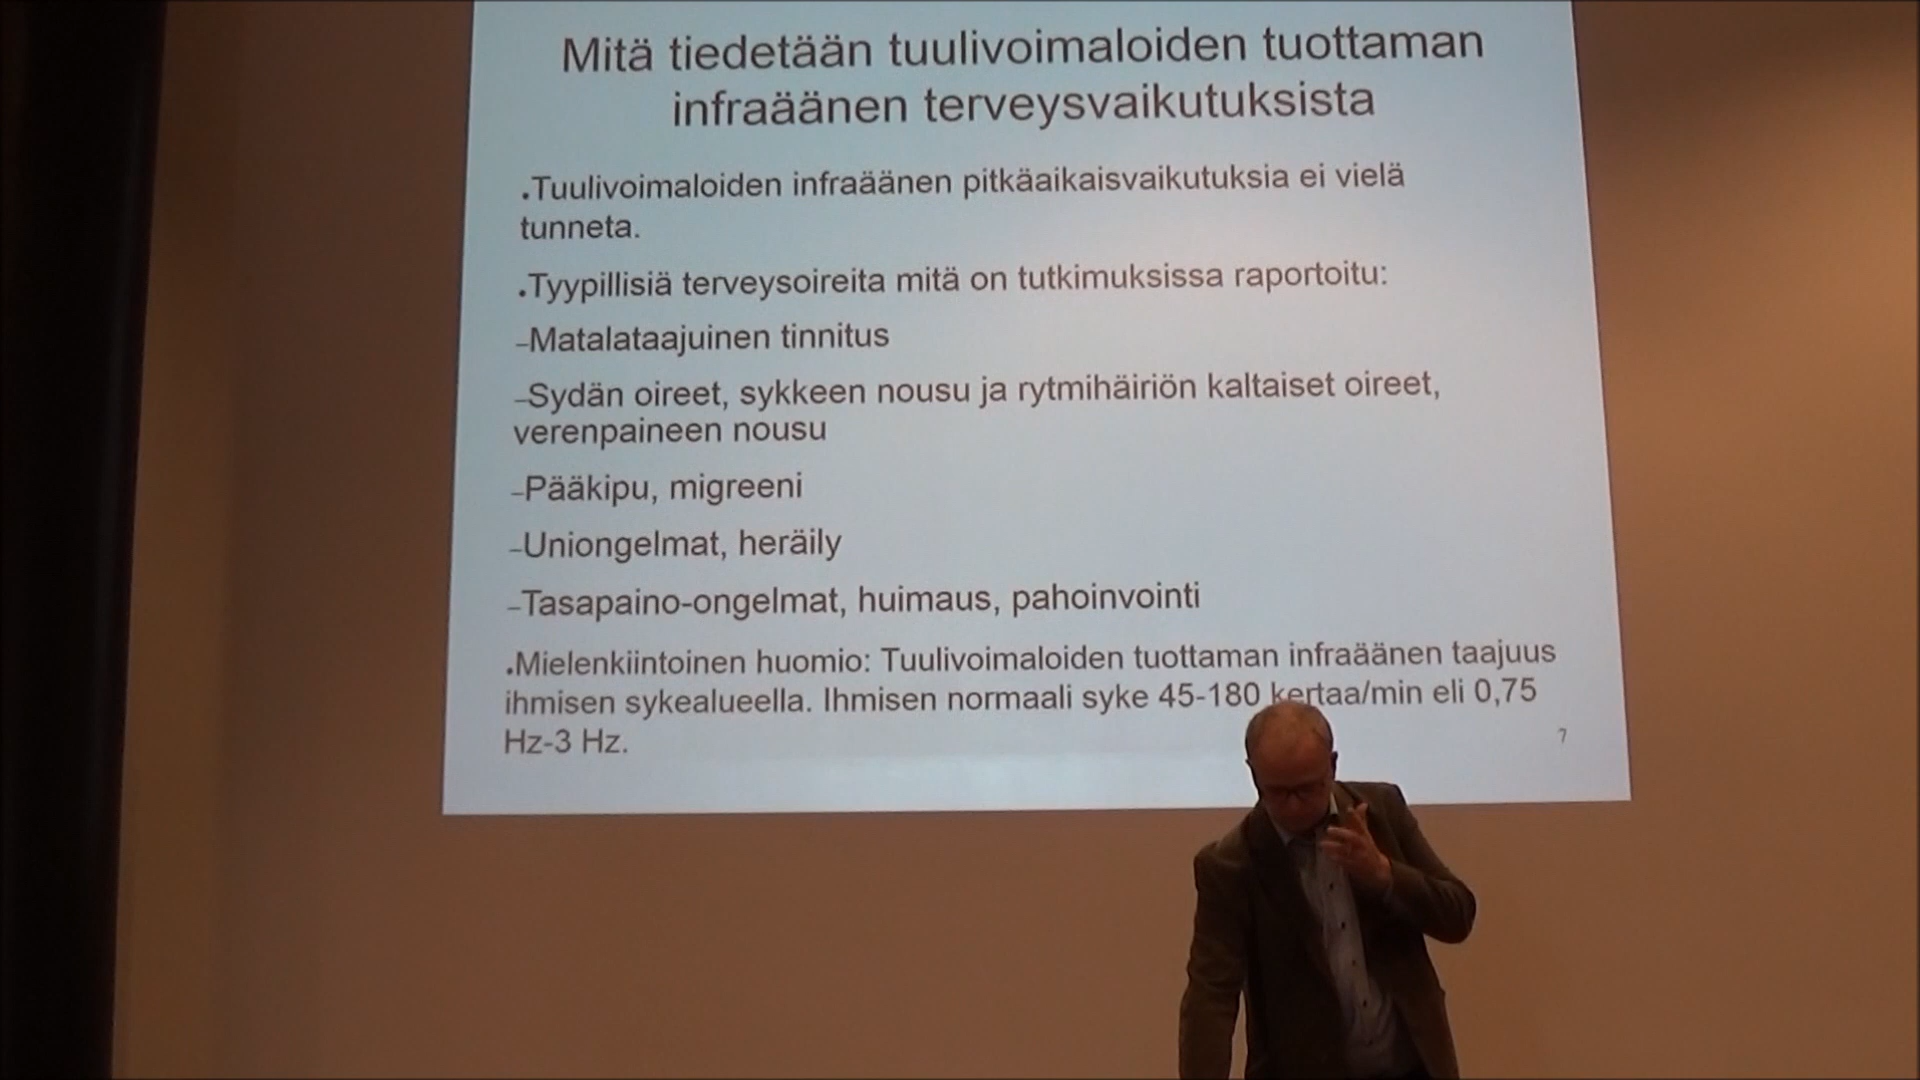 Mitä tiedetään tuulivoimaloiden tuottaman
infraäänen terveysvaikutuksista
.Tuulivoimaloiden infraäänen pitkäaikaisvaikutuksia ei vielä
tunneta.
.Tyypillisiä terveysoireita mitä on tutkimuksissa raportoitu:
–Matalataajuinen tinnitus
–Sydän oireet, sykkeen nousu ja rytmihäiriön kaltaiset oireet,
verenpaineen nousu
–Pääkipu, migreeni
–Uniongelmat, heräily
–Tasapaino-ongelmat, huimaus, pahoinvointi
.Mielenkiintoinen huomio: Tuulivoimaloiden tuottaman infraäänen taajuus
ihmisen sykealueella. Ihmisen normaali syke 45-180 kertaa/min eli 0,75
Hz-3 Hz.
7